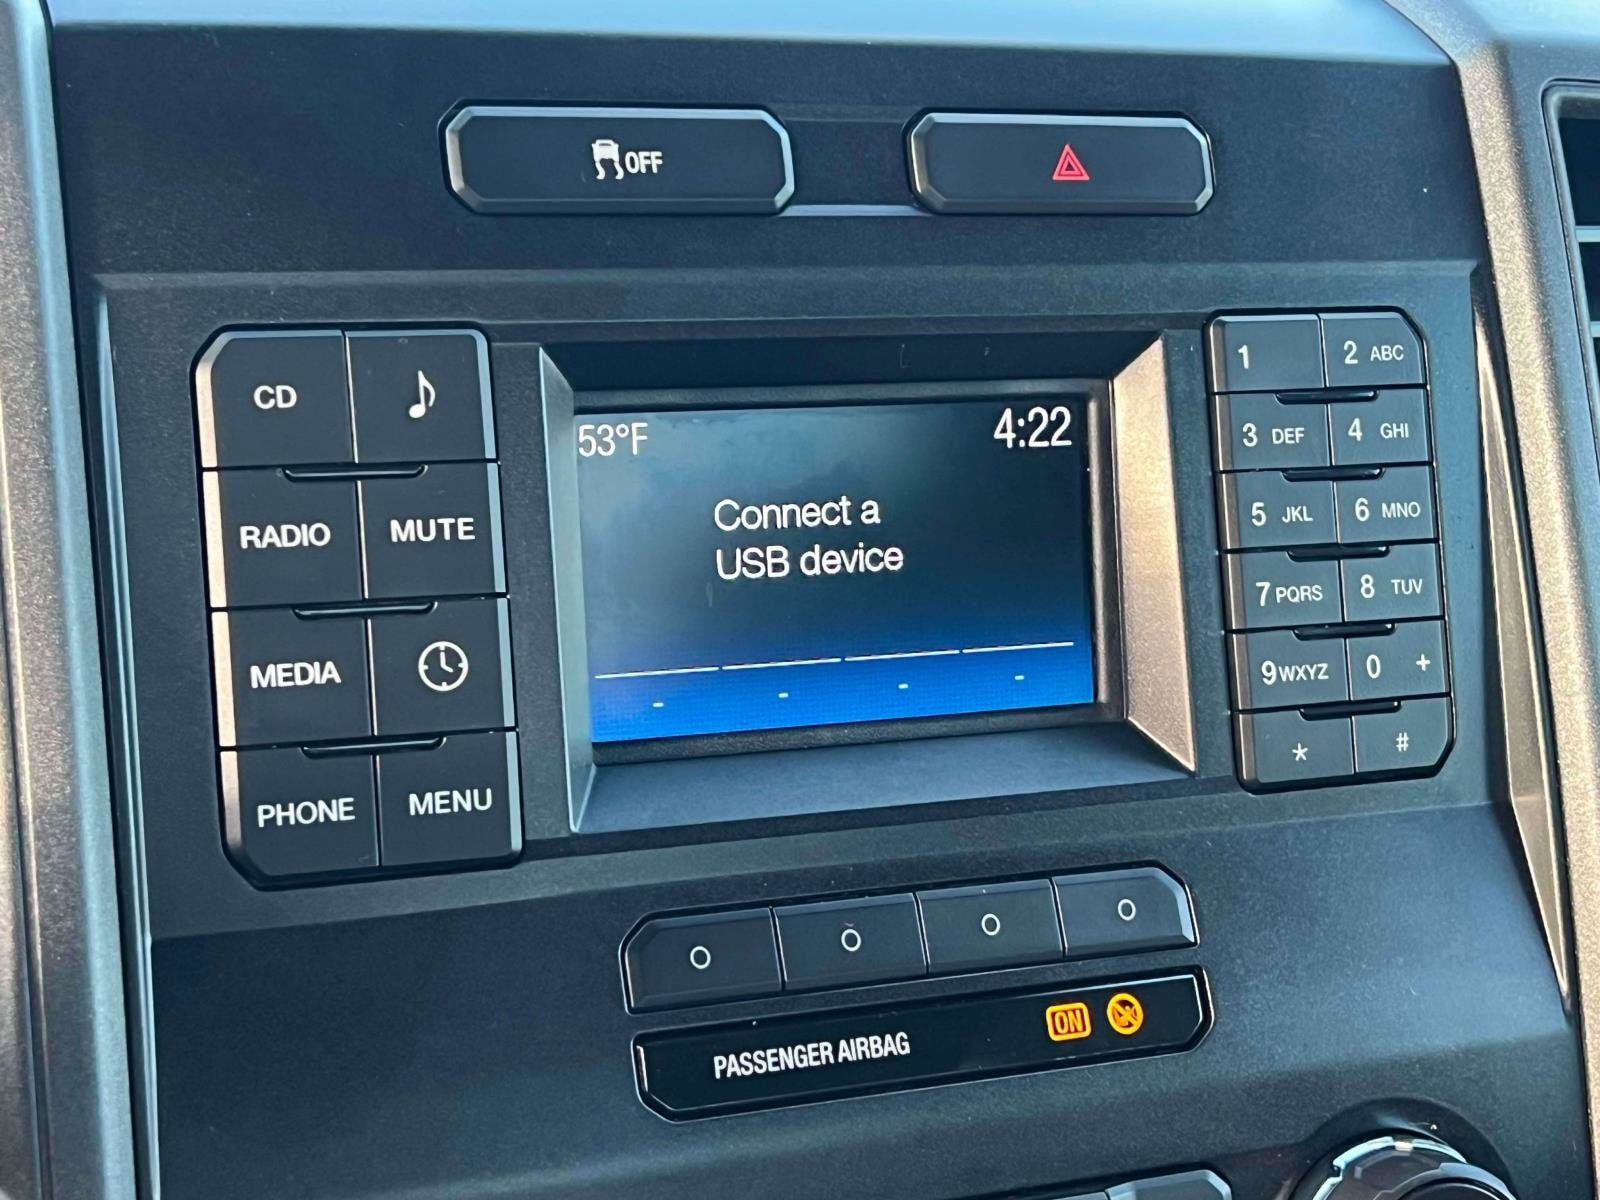 OFF
53°F
4:22
Connect a
USB device
CD
RADIO
MUTE
MEDIA
PHONE
MENU
1
2 ABC
3 DEF
4 GHI
5 JKL
6 MNO
7 PQRS
8 TUV
9 WXYZ
0 +
*
#
PASSENGER AIRBAG
ON